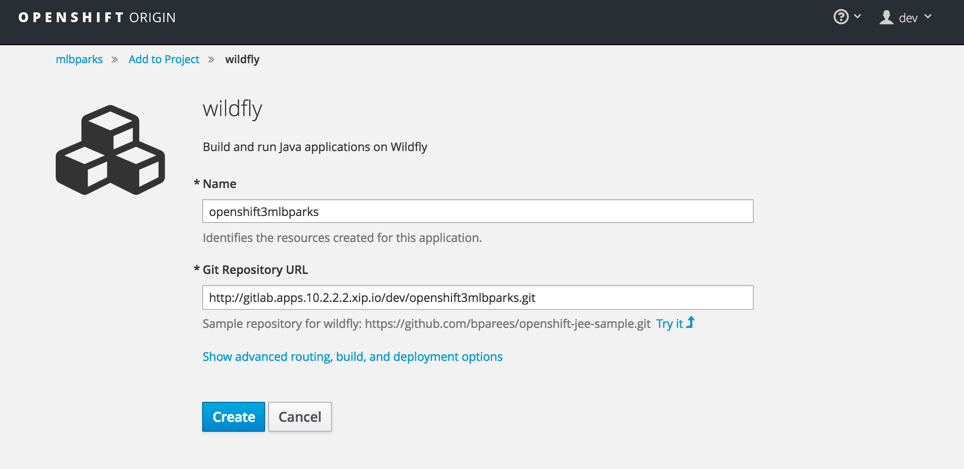 OPENSHIFT ORIGIN
? dev
mlbparks » Add to Project » wildfly
wildfly
Build and run Java applications on Wildfly
* Name
openshift3mlbparks
Identifies the resources created for this application.
* Git Repository URL
http://gitlab.apps.10.2.2.2.xip.io/dev/openshift3mlbparks.git
Sample repository for wildfly: https://github.com/bparees/openshift-jee-sample.git Try it
Show advanced routing, build, and deployment options
Create Cancel